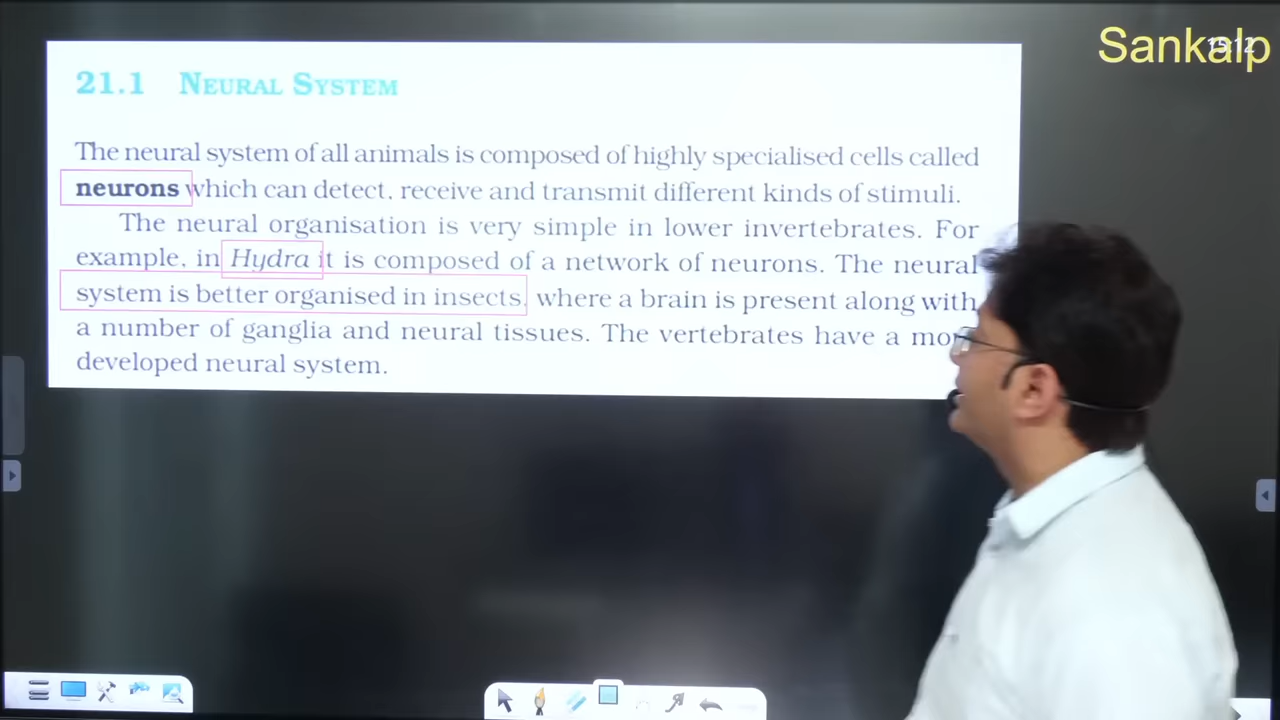 Sankalp
15:12
21.1 NEURAL SYSTEM
The neural system of all animals is composed of highly specialised cells called
neurons which can detect, receive and transmit different kinds of stimuli.
The neural organisation is very simple in lower invertebrates. For
example, in Hydra it is composed of a network of neurons. The neural
system is better organised in insects, where a brain is present along with
a number of ganglia and neural tissues. The vertebrates have a mor
developed neural system.